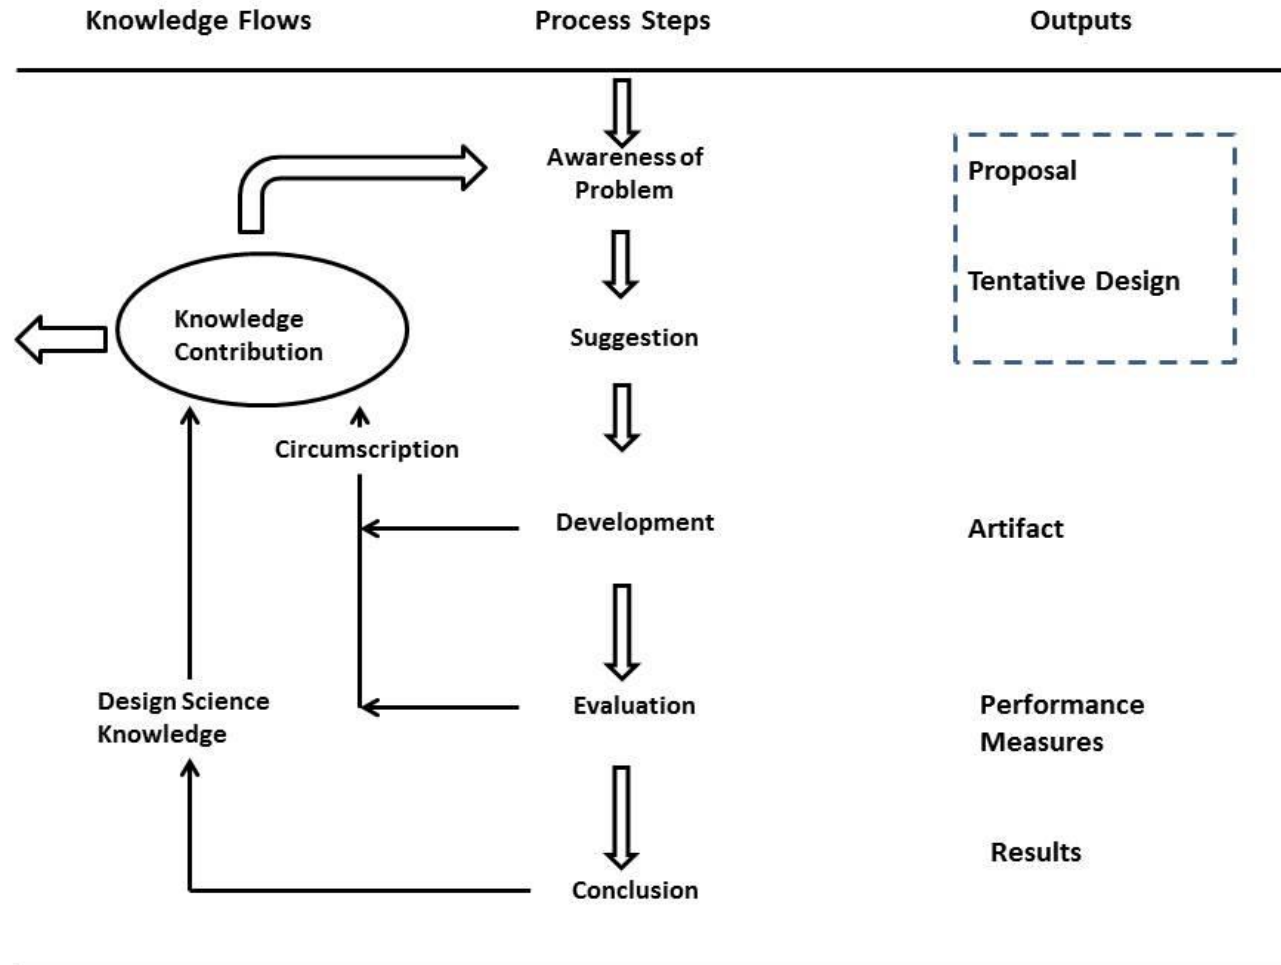 Knowledge Flows
Process Steps
Outputs
Awareness of
Problem
Proposal
Tentative Design
Knowledge
Contribution
Suggestion
Circumscription
Development
Artifact
Design Science
Knowledge
Evaluation
Performance
Measures
Results
Conclusion